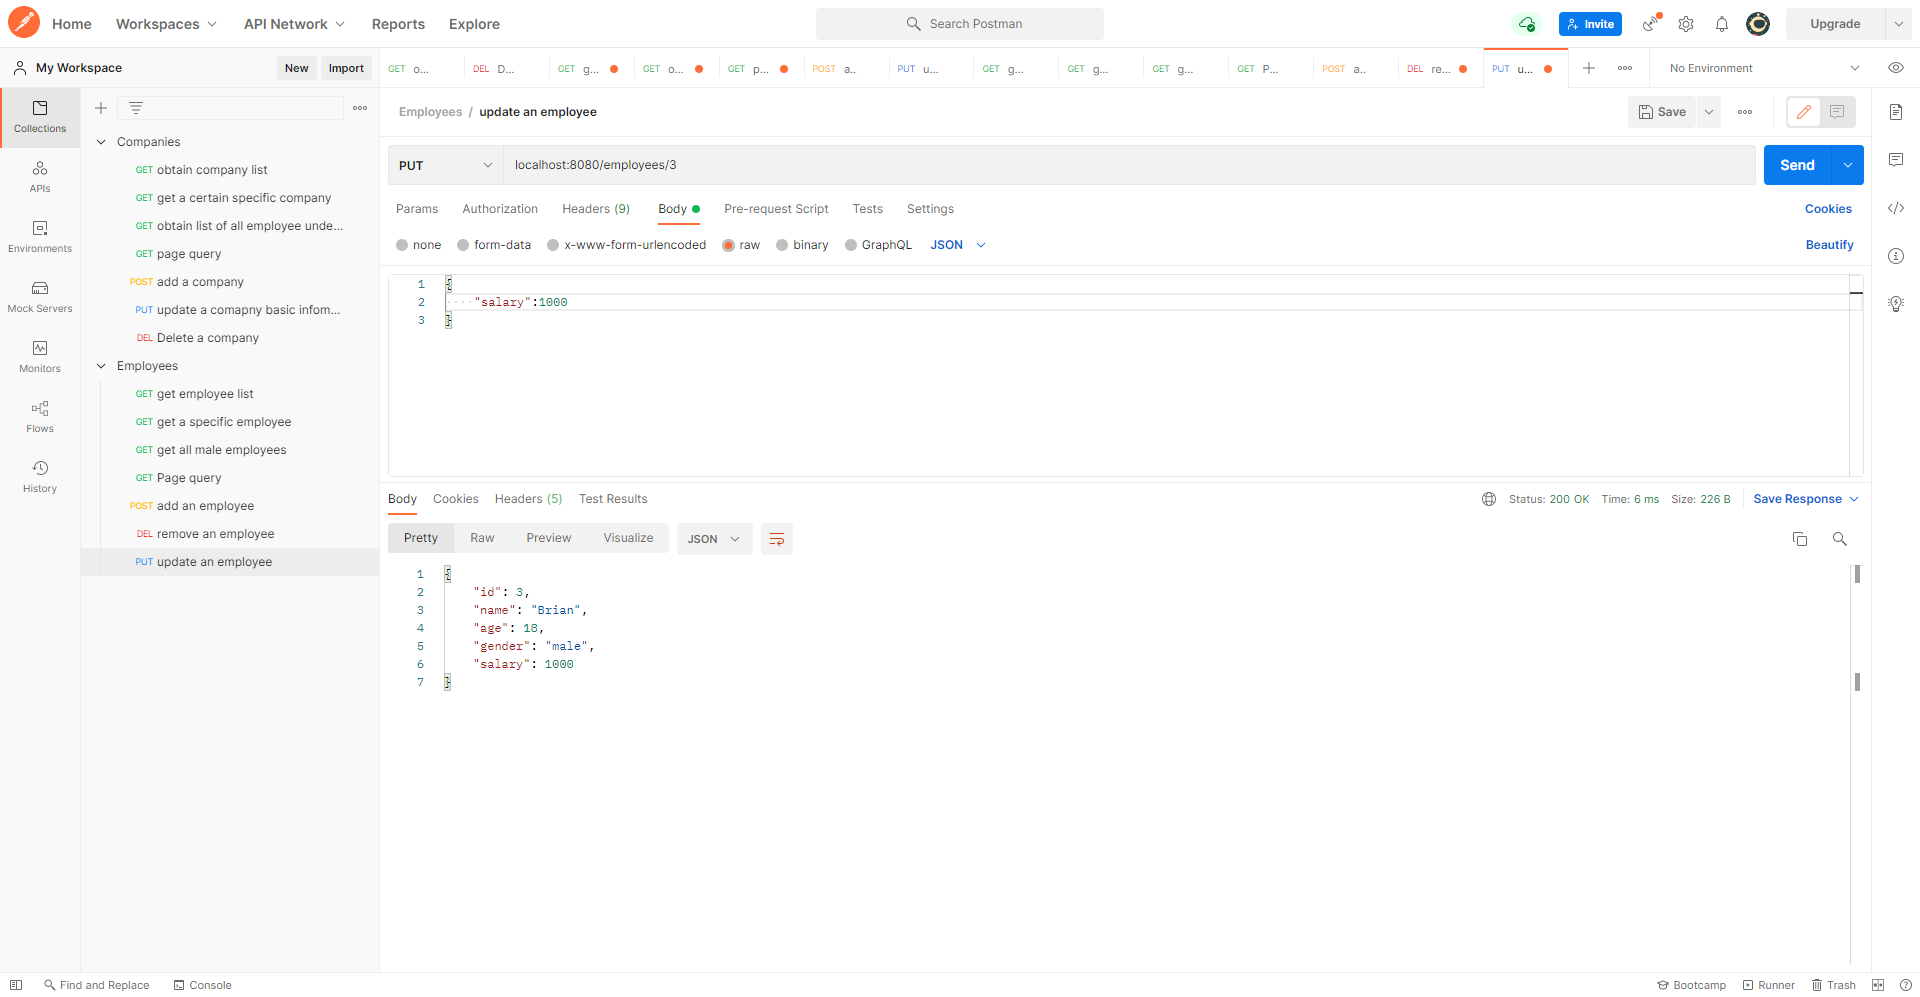 Home Workspaces API Network Reports Explore Search Postman Invite Upgrade
My Workspace New Import
GET o... DEL D... GET g... GET o... GET p... POST a.. PUT u... GET g... GET g... GET g... GET P... POST a.. DEL re... PUT u... No Environment
Collections
APIs
Environments
Mock Servers
Monitors
Flows
History
Companies
GET obtain company list
GET get a certain specific company
GET obtain list of all employee unde...
GET page query
POST add a company
PUT update a comapny basic infom...
DEL Delete a company
Employees
GET get employee list
GET get a specific employee
GET get all male employees
GET Page query
POST add an employee
DEL remove an employee
PUT update an employee
Employees / update an employee Save
PUT localhost:8080/employees/3 Send
Params Authorization Headers (9) Body Pre-request Script Tests Settings Cookies
none form-data x-www-form-urlencoded raw binary GraphQL JSON Beautify
1 {
2 ····"salary":1000
3 }
Body Cookies Headers (5) Test Results Status: 200 OK Time: 6 ms Size: 226 B Save Response
Pretty Raw Preview Visualize JSON
1 {
2 "id": 3,
3 "name": "Brian",
4 "age": 18,
5 "gender": "male",
6 "salary": 1000
7 }
Find and Replace Console Bootcamp Runner Trash